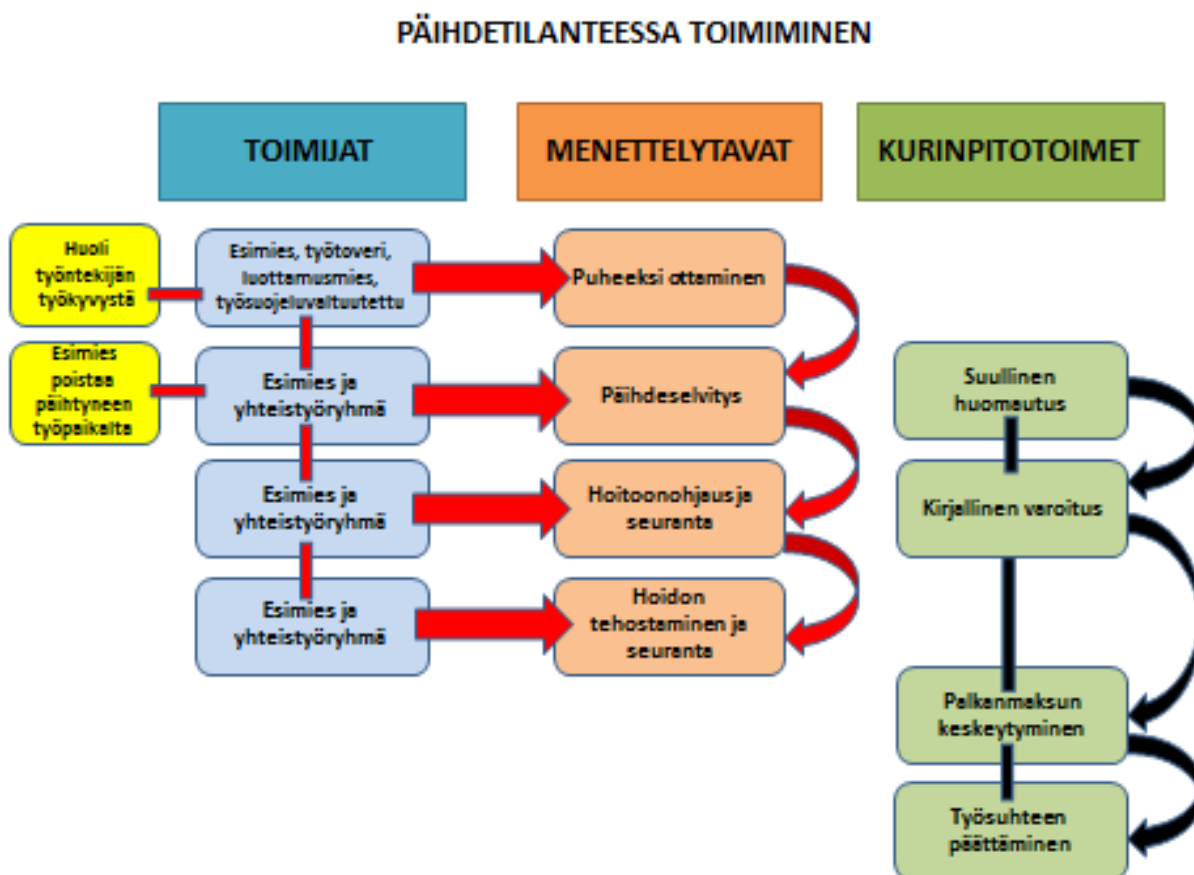 PÄIHDETILANTEESSA TOIMIMINEN
TOIMIJAT
MENETTELYTAVAT
KURINPITOTOIMET
Huoli
työntekijän
työkyvystä
Esimies, työtoveri,
luottamusmies,
työsuojeluvaltuutettu
Puheeksi ottaminen
Esimies
poistaa
päihtyneen
työpaikalta
Esimies ja
yhteistyöryhmä
Päihdeselvitys
Suullinen
huomautus
Esimies ja
yhteistyöryhmä
Hoitoonohjaus ja
seuranta
Kirjallinen varoitus
Esimies ja
yhteistyöryhmä
Hoidon
tehostaminen ja
seuranta
Palkanmaksun
keskeytyminen
Työsuhteen
päättäminen